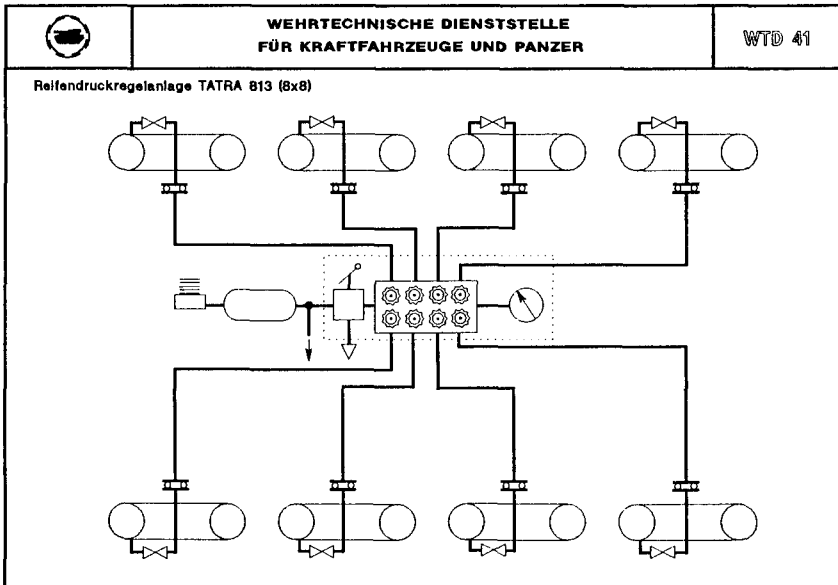 WEHRTECHNISCHE DIENSTSTELLE
FÜR KRAFTFAHRZEUGE UND PANZER
WTD 41
Reifendruckregelanlage TATRA 813 (8x8)